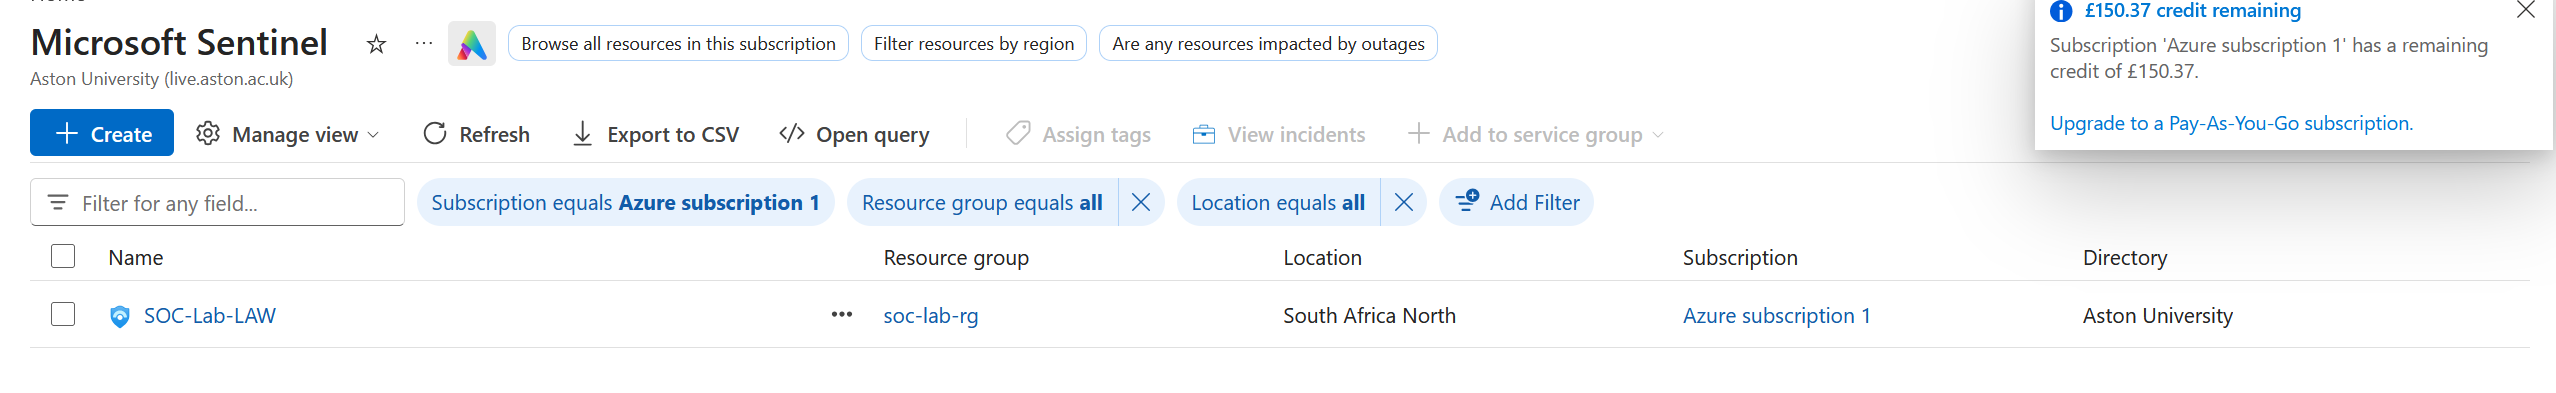 Microsoft Sentinel
Browse all resources in this subscription
Filter resources by region
Are any resources impacted by outages
Aston University (live.aston.ac.uk)
£150.37 credit remaining
Subscription 'Azure subscription 1' has a remaining
credit of £150.37.
Upgrade to a Pay-As-You-Go subscription.
Create
Manage view
Refresh
Export to CSV
Open query
Assign tags
View incidents
Add to service group
Filter for any field...
Subscription equals Azure subscription 1
Resource group equals all
Location equals all
Add Filter
Name Resource group Location Subscription Directory
SOC-Lab-LAW soc-lab-rg South Africa North Azure subscription 1 Aston University